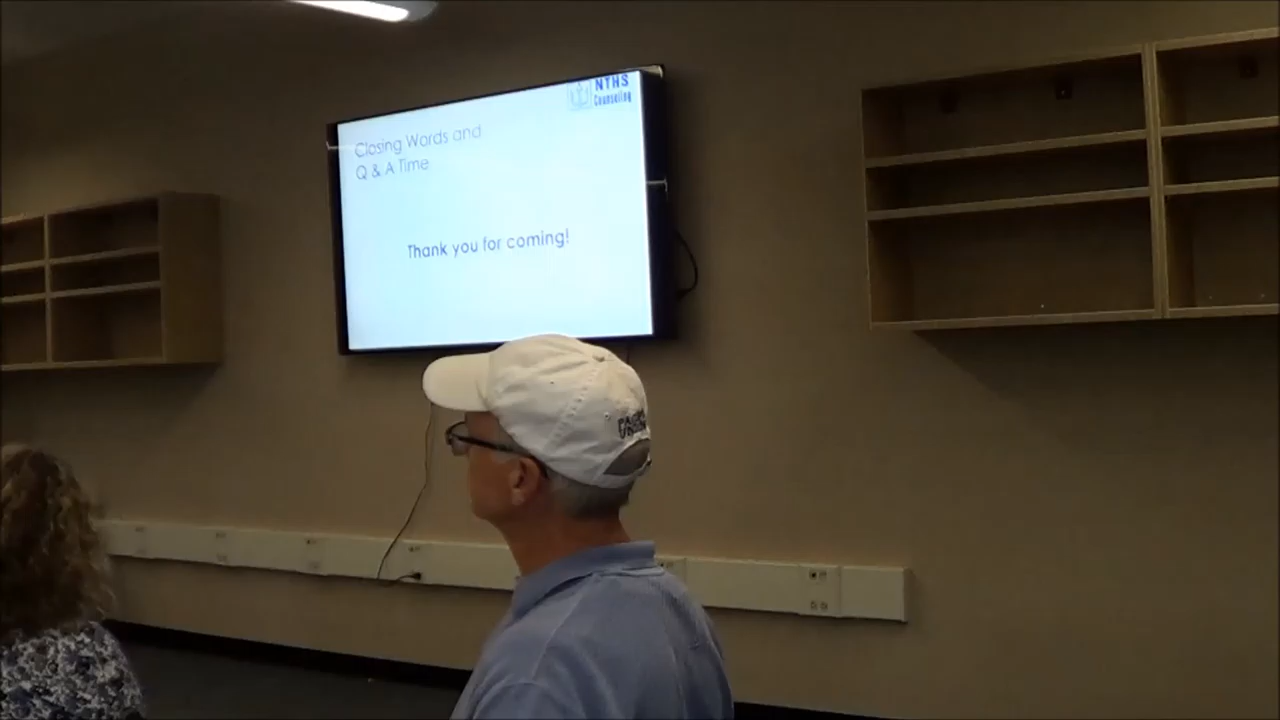 NTHS
Counseling
Closing Words and
Q & A Time
Thank you for coming!